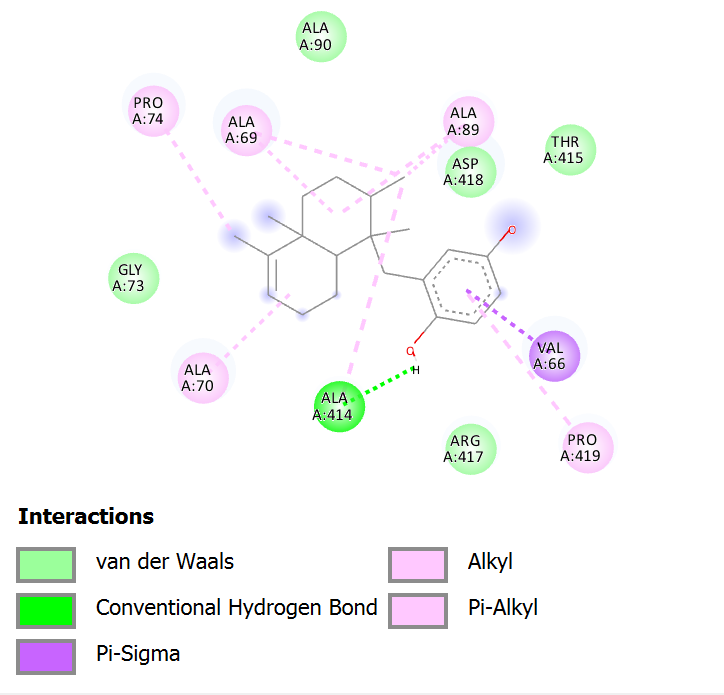 ALA
A:90
PRO
A:74
ALA
A:69
ALA
A:89
THR
A:415
ASP
A:418
O
GLY
A:73
VAL
A:66
O
H
ALA
A:70
ALA
A:414
ARG
A:417
PRO
A:419
Interactions
van der Waals
Conventional Hydrogen Bond
Pi-Sigma
Alkyl
Pi-Alkyl